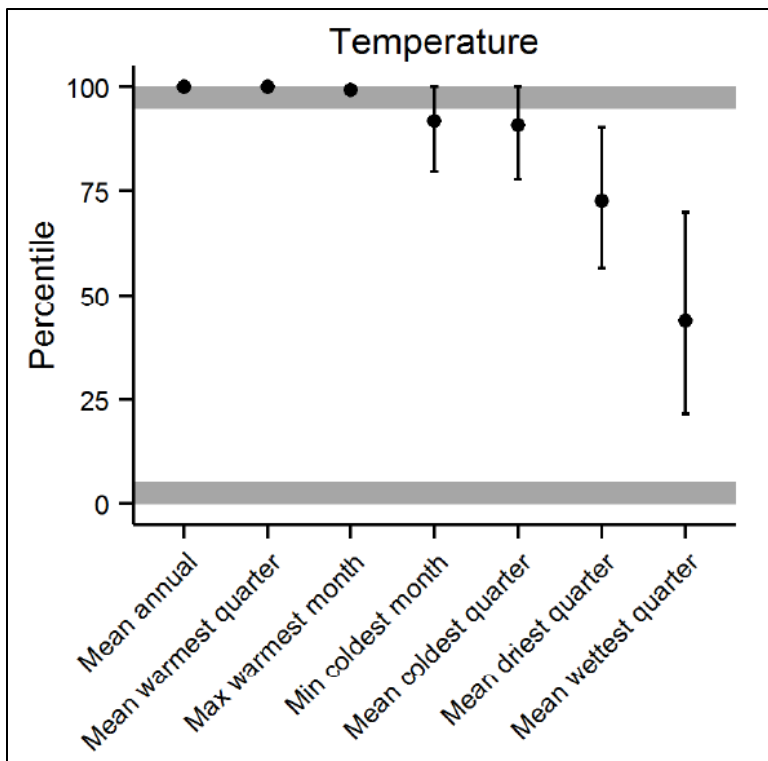 Temperature
100
75
50
25
0
Percentile
Mean annual
Mean warmest quarter
Max warmest month
Min coldest month
Mean coldest quarter
Mean driest quarter
Mean wettest quarter